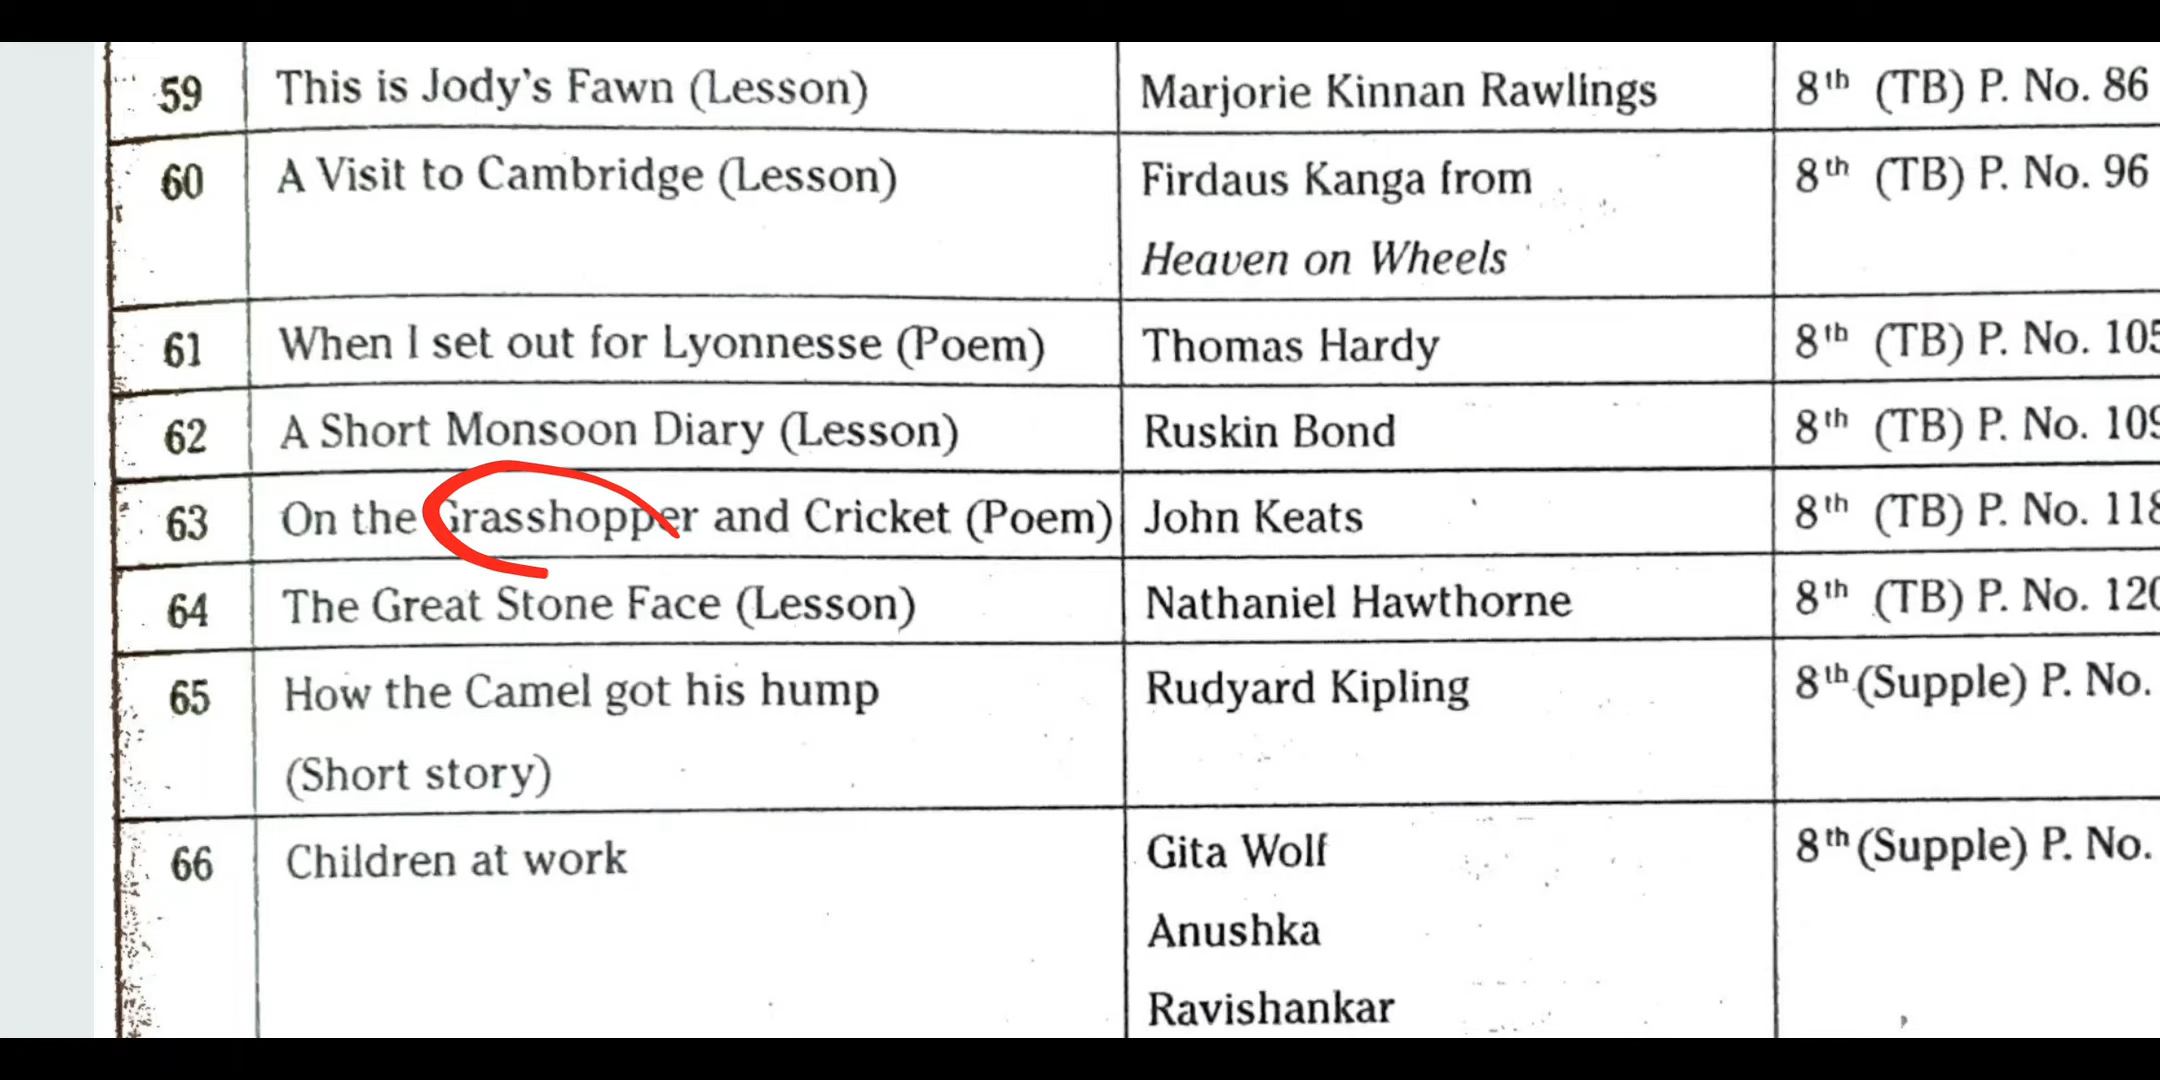 59 This is Jody's Fawn (Lesson) Marjorie Kinnan Rawlings 8th (TB) P. No. 86
60 A Visit to Cambridge (Lesson) Firdaus Kanga from 8th (TB) P. No. 96
Heaven on Wheels
61 When I set out for Lyonnesse (Poem) Thomas Hardy 8th (TB) P. No. 105
62 A Short Monsoon Diary (Lesson) Ruskin Bond 8th (TB) P. No. 109
63 On the Grasshopper and Cricket (Poem) John Keats 8th (TB) P. No. 118
64 The Great Stone Face (Lesson) Nathaniel Hawthorne 8th (TB) P. No. 120
65 How the Camel got his hump Rudyard Kipling 8th (Supple) P. No.
(Short story)
66 Children at work Gita Wolf 8th (Supple) P. No.
Anushka
Ravishankar